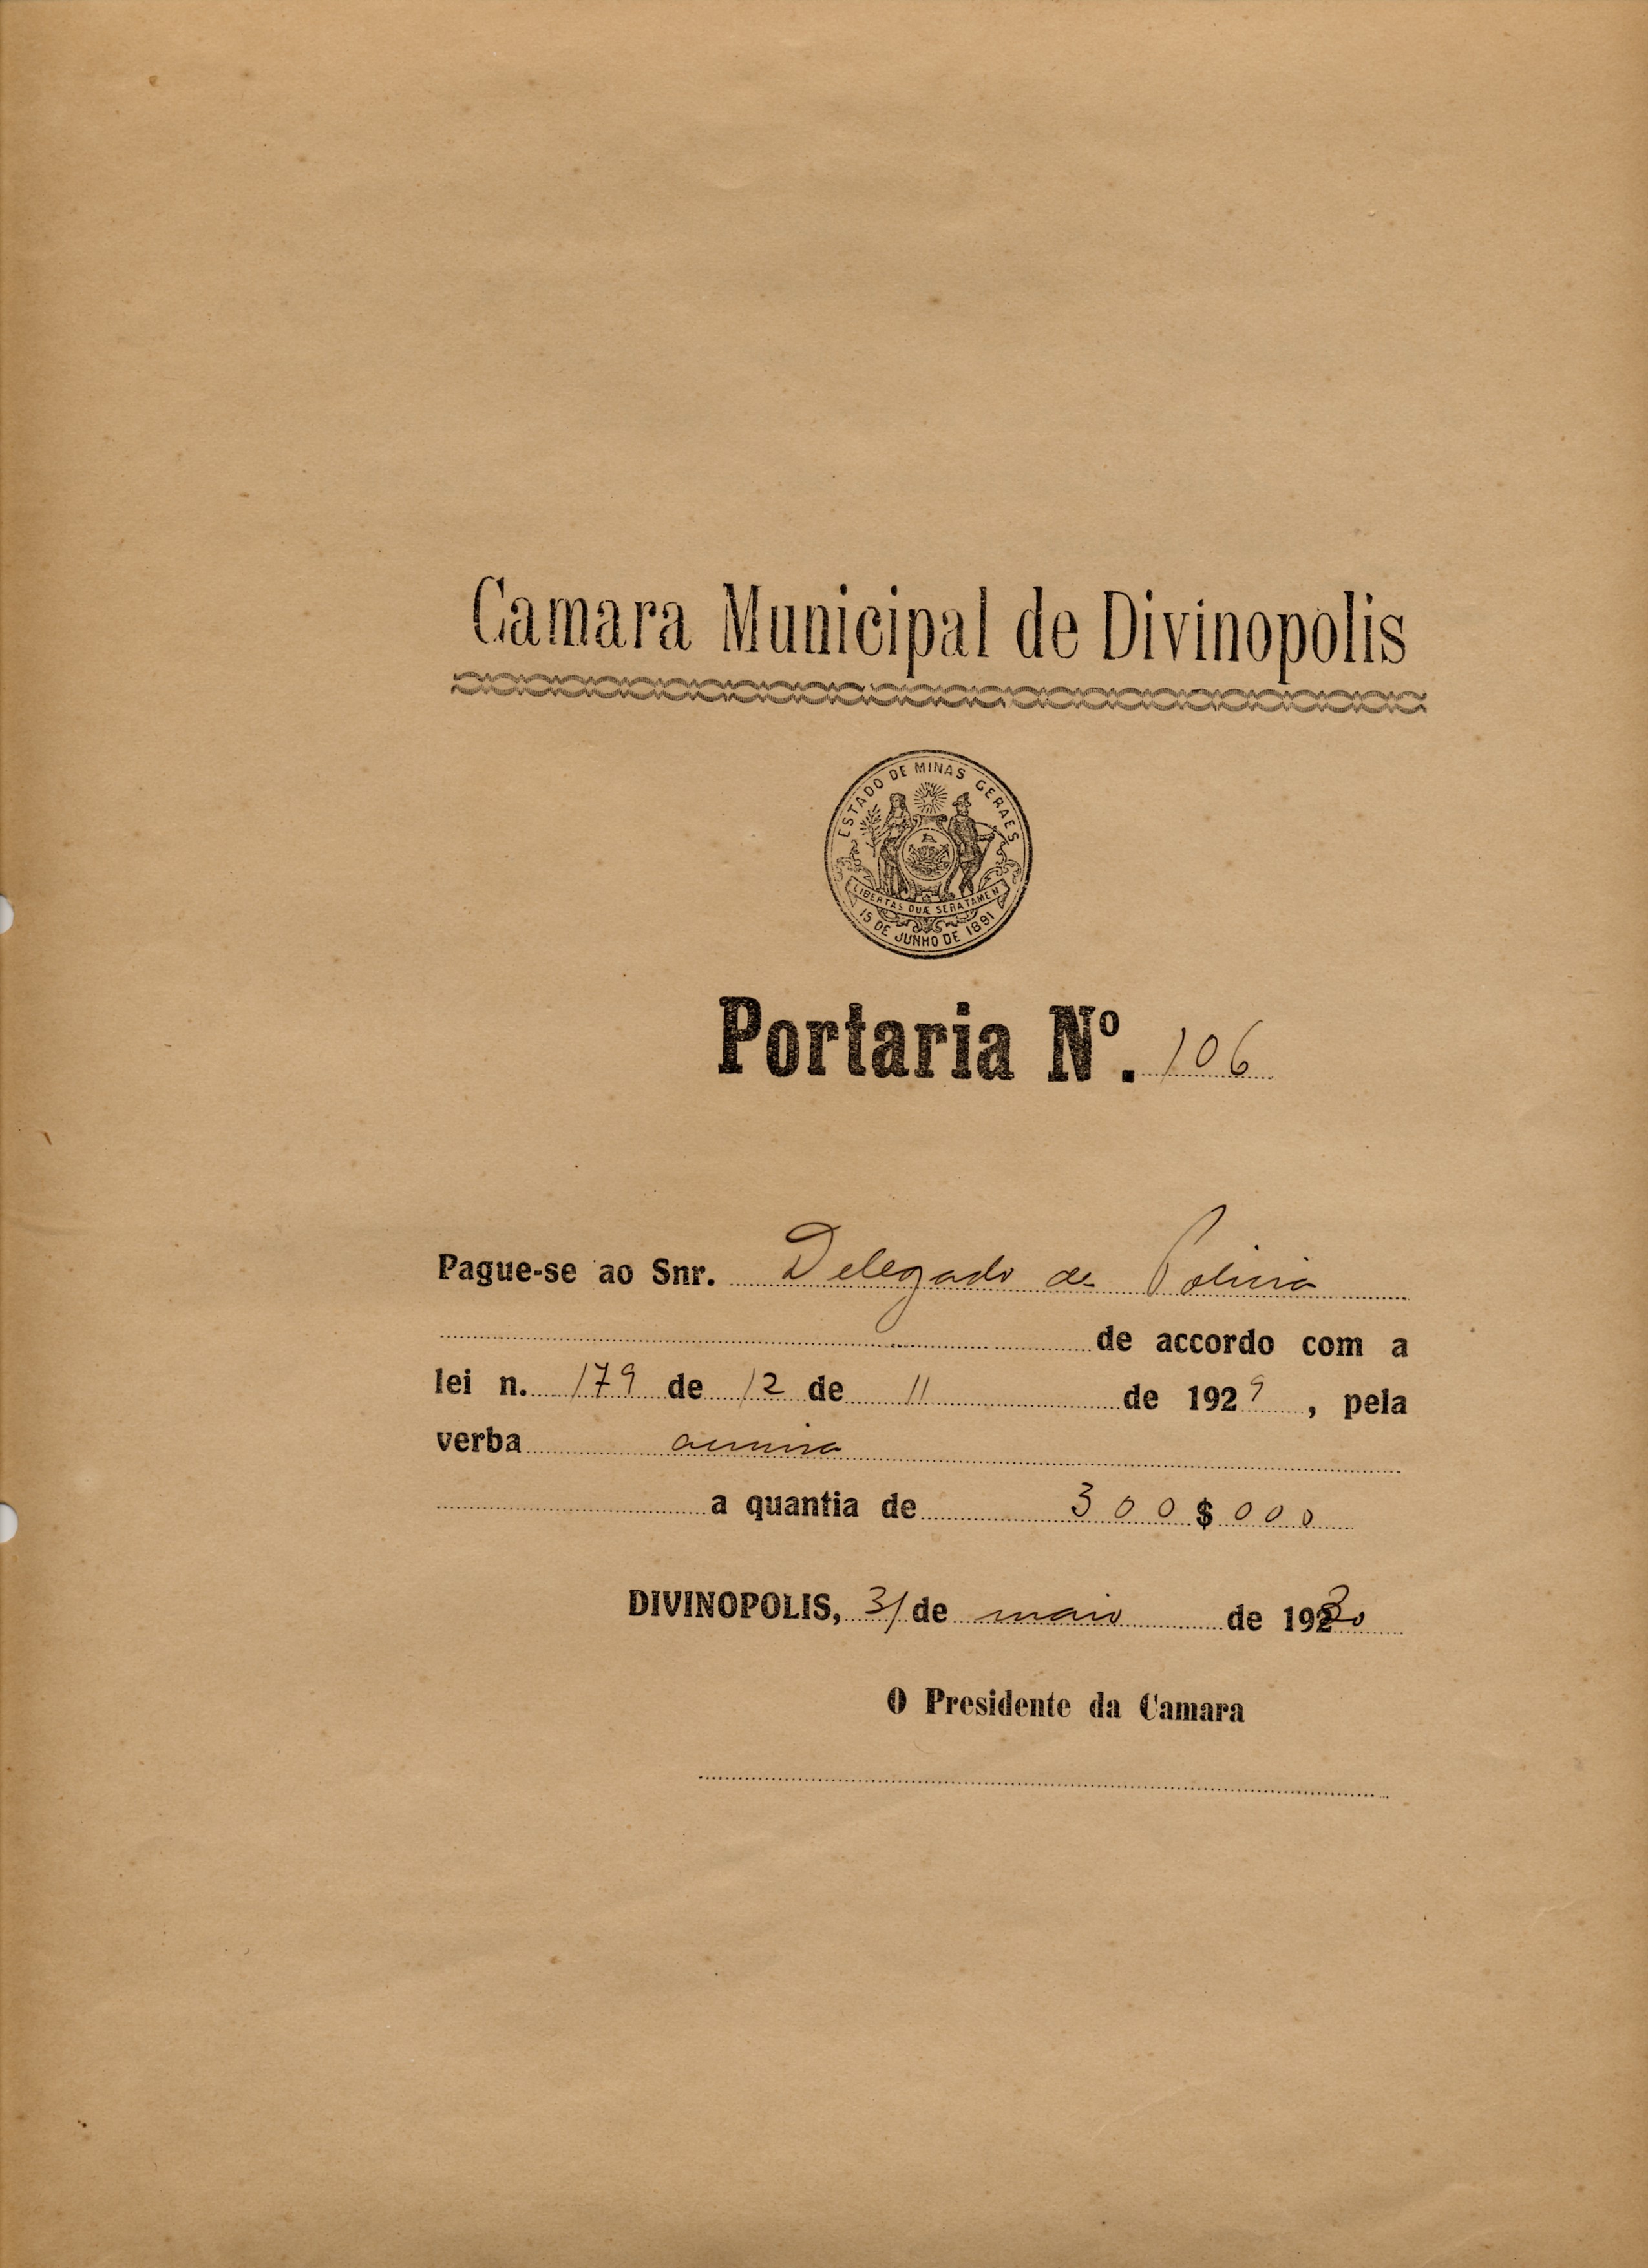 Camara Municipal de Divinopolis
ESTADO DE MINAS GERAES
LIBERTAS QUÆ SERA TAMEN
15 DE JUNHO DE 1891
Portaria Nº. 106
Pague-se ao Snr. Delegado de Policia
de accordo com a
lei n. 179 de 12 de 11 de 1929, pela
verba
a quantia de 300$000
DIVINOPOLIS, 31 de maio de 1930
O Presidente da Camara